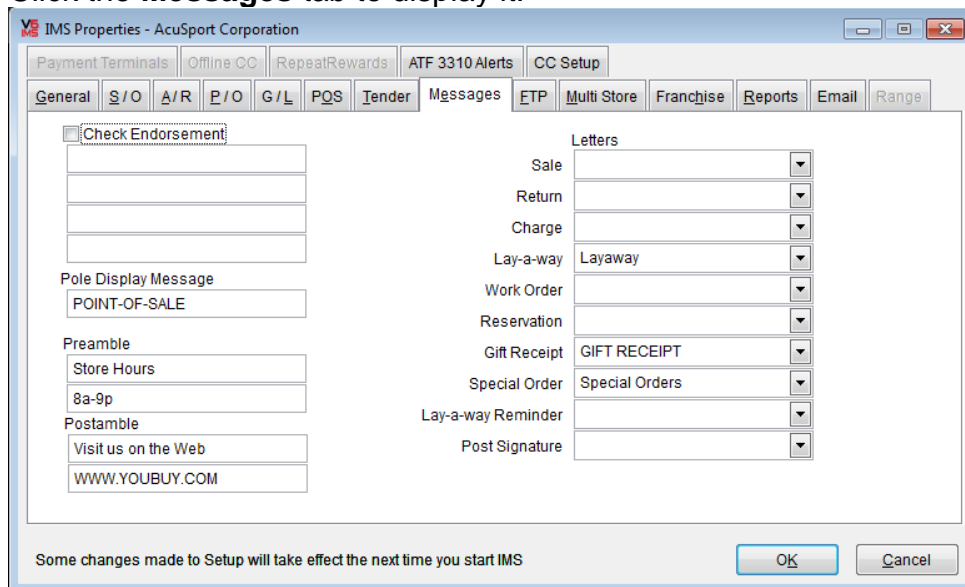 Click the Messages tab to display it.
IMS Properties - AcuSport Corporation
Payment Terminals Offline CC RepeatRewards ATF 3310 Alerts CC Setup
General S / O A / R P / O G / L POS Tender Messages FTP Multi Store Franchise Reports Email Range
Check Endorsement
Pole Display Message
POINT-OF-SALE
Preamble
Store Hours
8a-9p
Postamble
Visit us on the Web
WWW.YOUBUY.COM
Letters
Sale
Return
Charge
Lay-a-way Layaway
Work Order
Reservation
Gift Receipt GIFT RECEIPT
Special Order Special Orders
Lay-a-way Reminder
Post Signature
Some changes made to Setup will take effect the next time you start IMS
OK Cancel